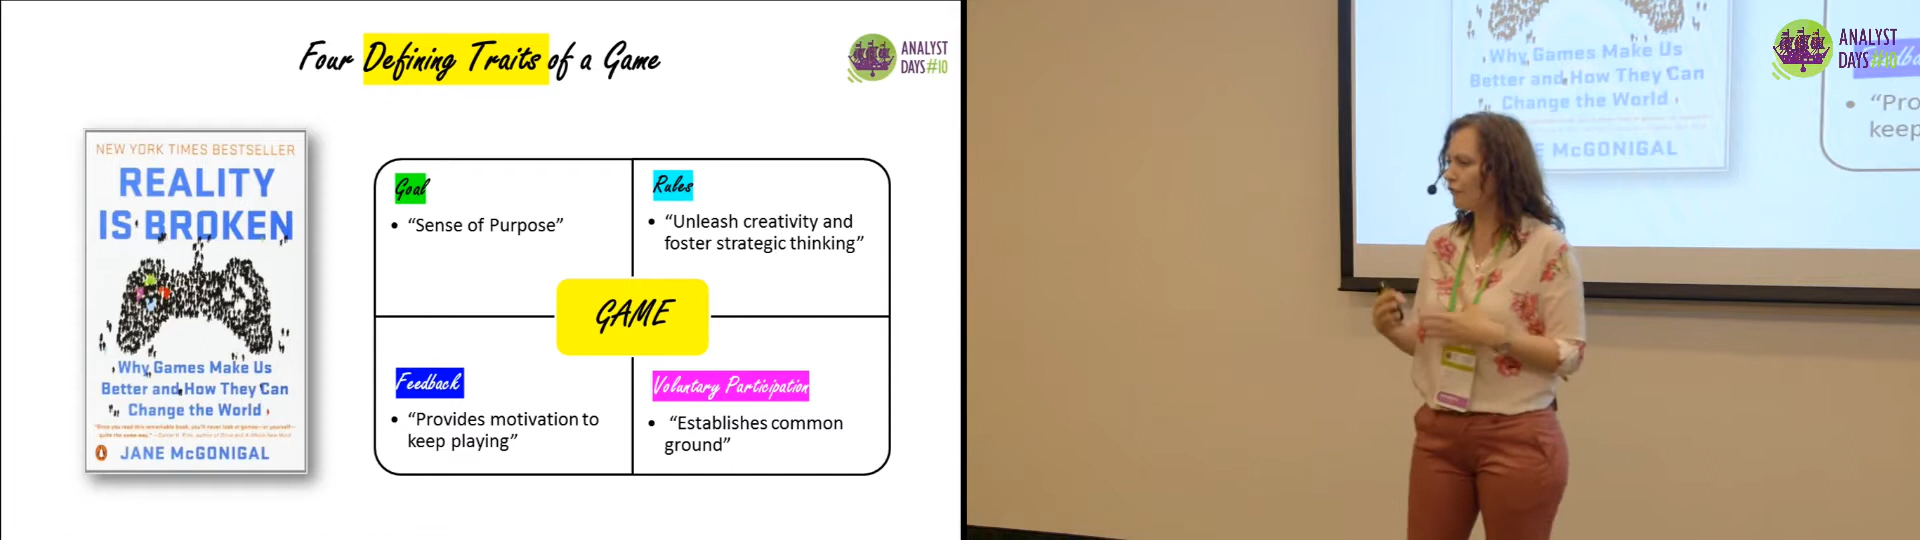 Four Defining Traits of a Game
ANALYST
DAYS#10
NEW YORK TIMES BESTSELLER
REALITY
IS BROKEN
Why Games Make Us
Better and How They Can
Change the World
JANE McGONIGAL
Goal
• “Sense of Purpose”
Rules
• “Unleash creativity and
foster strategic thinking”
GAME
Feedback
• “Provides motivation to
keep playing”
Voluntary Participation
• “Establishes common
ground”
Why Games Make Us
Better and How They Can
Change the World
McGONIGAL
• “Pro
keep
ANALYST
DAYS#10